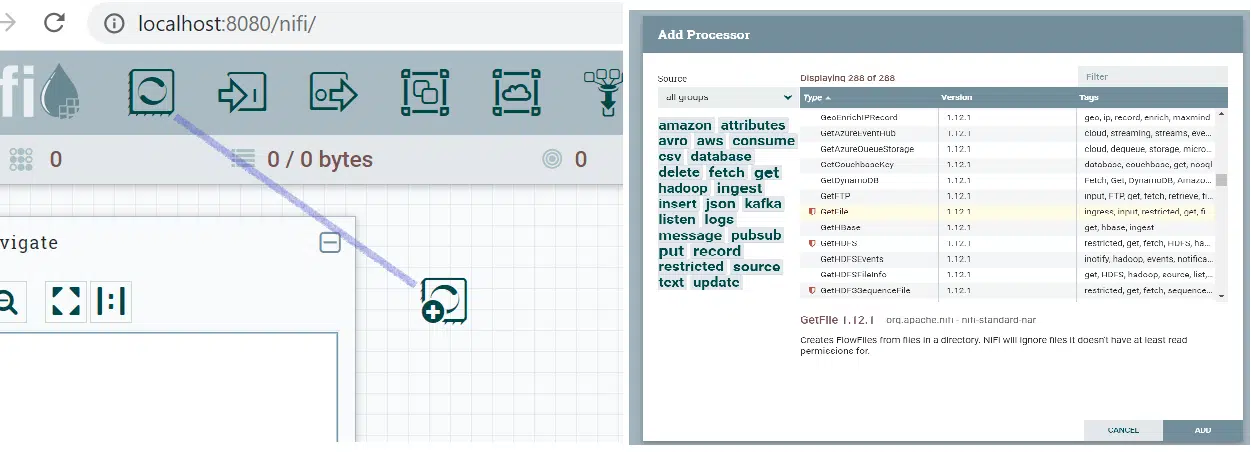 localhost:8080/nifi/
fi
0
0 / 0 bytes
0
vigate
Add Processor
Source
all groups
amazon attributes
avro aws consume
csv database
delete fetch get
hadoop ingest
insert json kafka
listen logs
message pubsub
put record
restricted source
text update
Displaying 288 of 288
Filter
Type Version Tags
GeoEnrichIPRecord 1.12.1 geo, ip, record, enrich, maxmind
GetAzureEventHub 1.12.1 cloud, streaming, streams, eve...
GetAzureQueueStorage 1.12.1 cloud, dequeue, storage, micro...
GetCouchbaseKey 1.12.1 database, couchbase, get, nosql
GetDynamoDB 1.12.1 Fetch, Get, DynamoDB, Amazo...
GetFTP 1.12.1 input, FTP, get, fetch, retrieve, fi...
GetFile 1.12.1 ingress, input, restricted, get, fi...
GetHBase 1.12.1 get, hbase, ingest
GetHDFS 1.12.1 restricted, get, fetch, HDFS, ha...
GetHDFSEvents 1.12.1 inotify, hadoop, events, notifica...
GetHDFSFileInfo 1.12.1 get, HDFS, hadoop, source, list,...
GetHDFSSequenceFile 1.12.1 restricted, get, fetch, sequence...
GetFile 1.12.1 org.apache.nifi - nifi-standard-nar
Creates FlowFiles from files in a directory. NiFi will ignore files it doesn't have at least read
permissions for.
CANCEL ADD